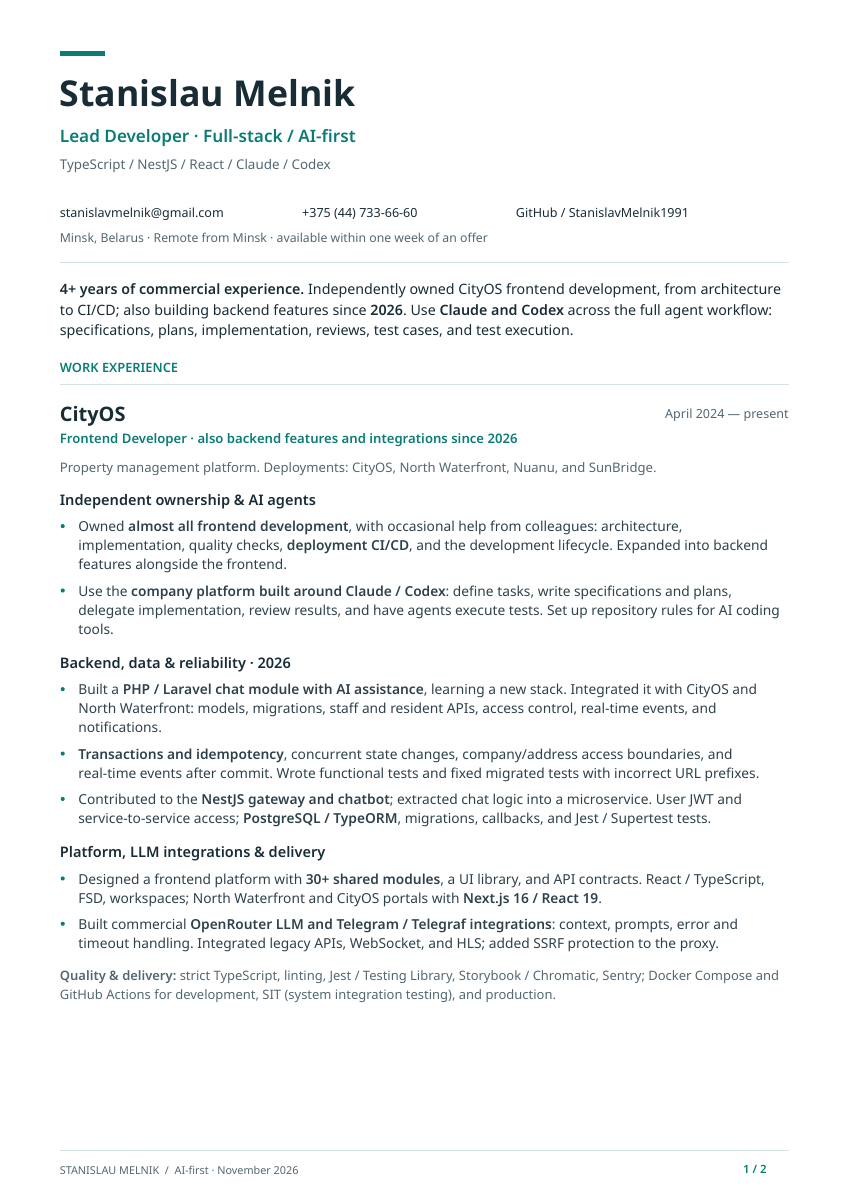 Stanislau Melnik
Lead Developer · Full-stack / AI-first
TypeScript / NestJS / React / Claude / Codex
stanislavmelnik@gmail.com +375 (44) 733-66-60 GitHub / StanislavMelnik1991
Minsk, Belarus · Remote from Minsk · available within one week of an offer
4+ years of commercial experience. Independently owned CityOS frontend development, from architecture
to CI/CD; also building backend features since 2026. Use Claude and Codex across the full agent workflow:
specifications, plans, implementation, reviews, test cases, and test execution.
WORK EXPERIENCE
CityOS April 2024 — present
Frontend Developer · also backend features and integrations since 2026
Property management platform. Deployments: CityOS, North Waterfront, Nuanu, and SunBridge.
Independent ownership & AI agents
• Owned almost all frontend development, with occasional help from colleagues: architecture,
implementation, quality checks, deployment CI/CD, and the development lifecycle. Expanded into backend
features alongside the frontend.
• Use the company platform built around Claude / Codex: define tasks, write specifications and plans,
delegate implementation, review results, and have agents execute tests. Set up repository rules for AI coding
tools.
Backend, data & reliability · 2026
• Built a PHP / Laravel chat module with AI assistance, learning a new stack. Integrated it with CityOS and
North Waterfront: models, migrations, staff and resident APIs, access control, real-time events, and
notifications.
• Transactions and idempotency, concurrent state changes, company/address access boundaries, and
real-time events after commit. Wrote functional tests and fixed migrated tests with incorrect URL prefixes.
• Contributed to the NestJS gateway and chatbot; extracted chat logic into a microservice. User JWT and
service-to-service access; PostgreSQL / TypeORM, migrations, callbacks, and Jest / Supertest tests.
Platform, LLM integrations & delivery
• Designed a frontend platform with 30+ shared modules, a UI library, and API contracts. React / TypeScript,
FSD, workspaces; North Waterfront and CityOS portals with Next.js 16 / React 19.
• Built commercial OpenRouter LLM and Telegram / Telegraf integrations: context, prompts, error and
timeout handling. Integrated legacy APIs, WebSocket, and HLS; added SSRF protection to the proxy.
Quality & delivery: strict TypeScript, linting, Jest / Testing Library, Storybook / Chromatic, Sentry; Docker Compose and
GitHub Actions for development, SIT (system integration testing), and production.
STANISLAU MELNIK / AI-first · November 2026 1 / 2